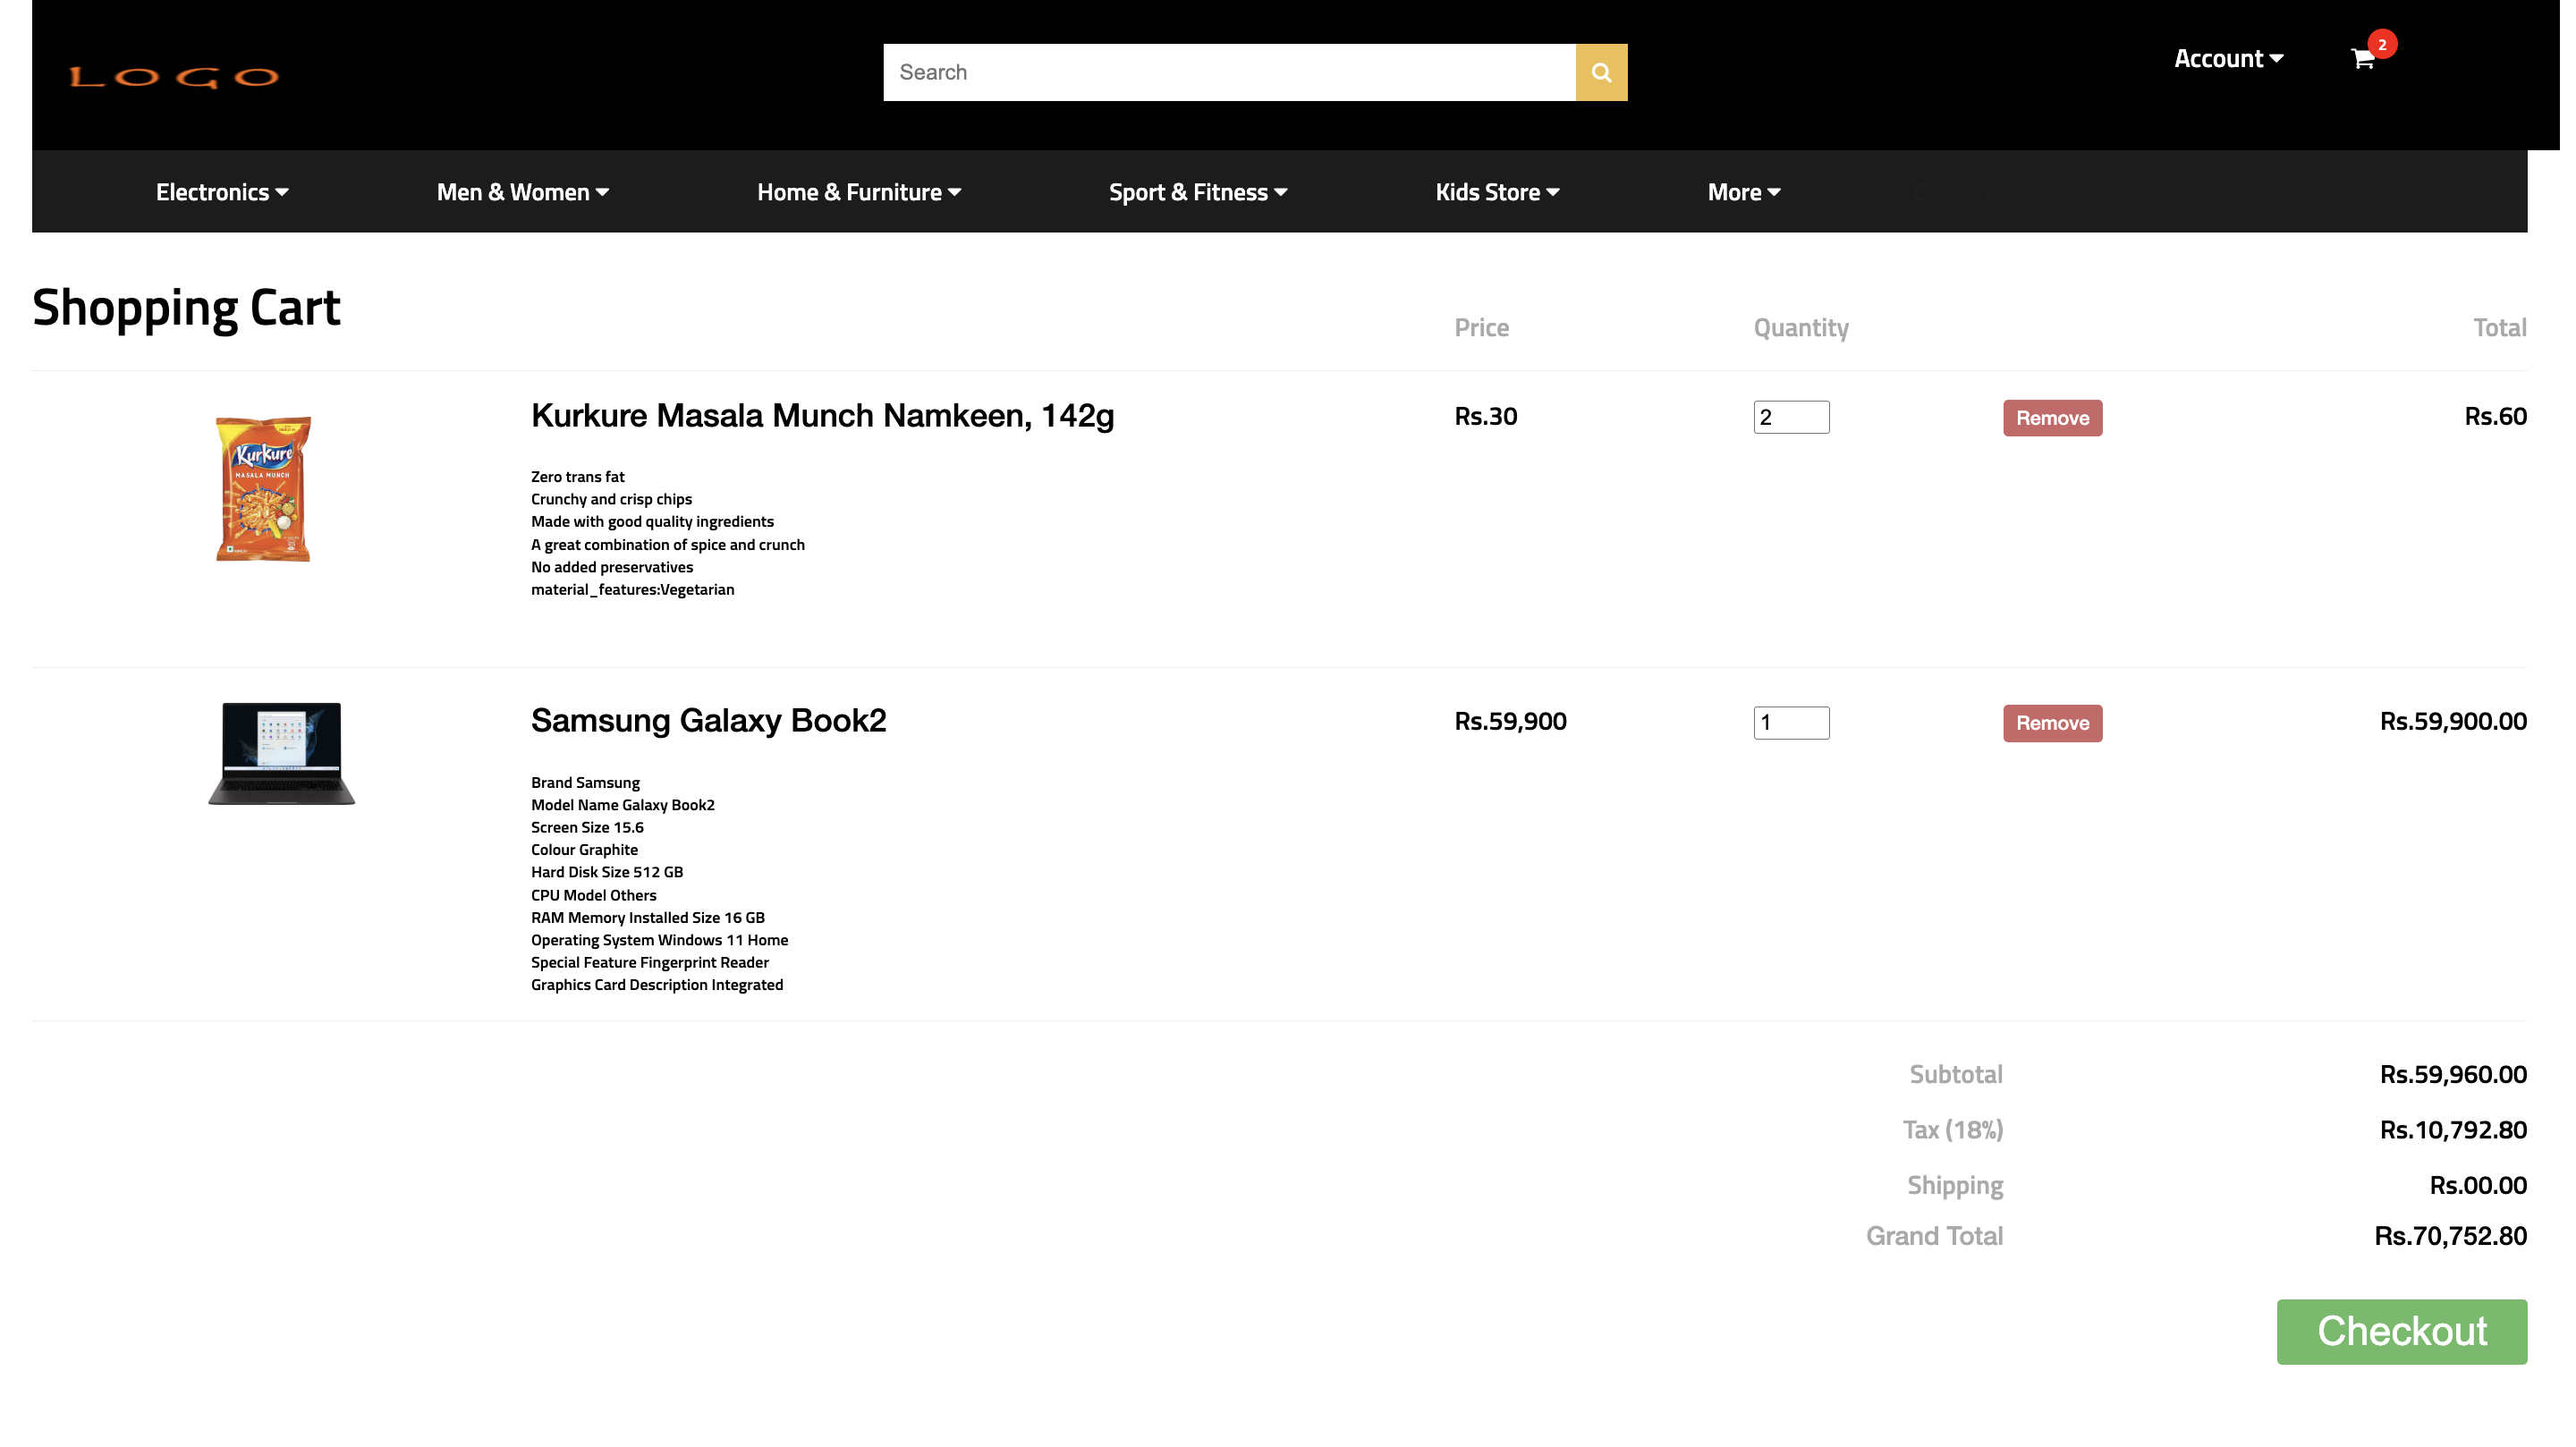 LOGO
Search
Account
2
Electronics
Men & Women
Home & Furniture
Sport & Fitness
Kids Store
More
Shopping Cart
Price
Quantity
Total
Kurkure Masala Munch Namkeen, 142g
Rs.30
2
Remove
Rs.60
Kurkure
MASALA MUNCH
Zero trans fat
Crunchy and crisp chips
Made with good quality ingredients
A great combination of spice and crunch
No added preservatives
material_features:Vegetarian
Samsung Galaxy Book2
Rs.59,900
1
Remove
Rs.59,900.00
Brand Samsung
Model Name Galaxy Book2
Screen Size 15.6
Colour Graphite
Hard Disk Size 512 GB
CPU Model Others
RAM Memory Installed Size 16 GB
Operating System Windows 11 Home
Special Feature Fingerprint Reader
Graphics Card Description Integrated
Subtotal
Rs.59,960.00
Tax (18%)
Rs.10,792.80
Shipping
Rs.00.00
Grand Total
Rs.70,752.80
Checkout